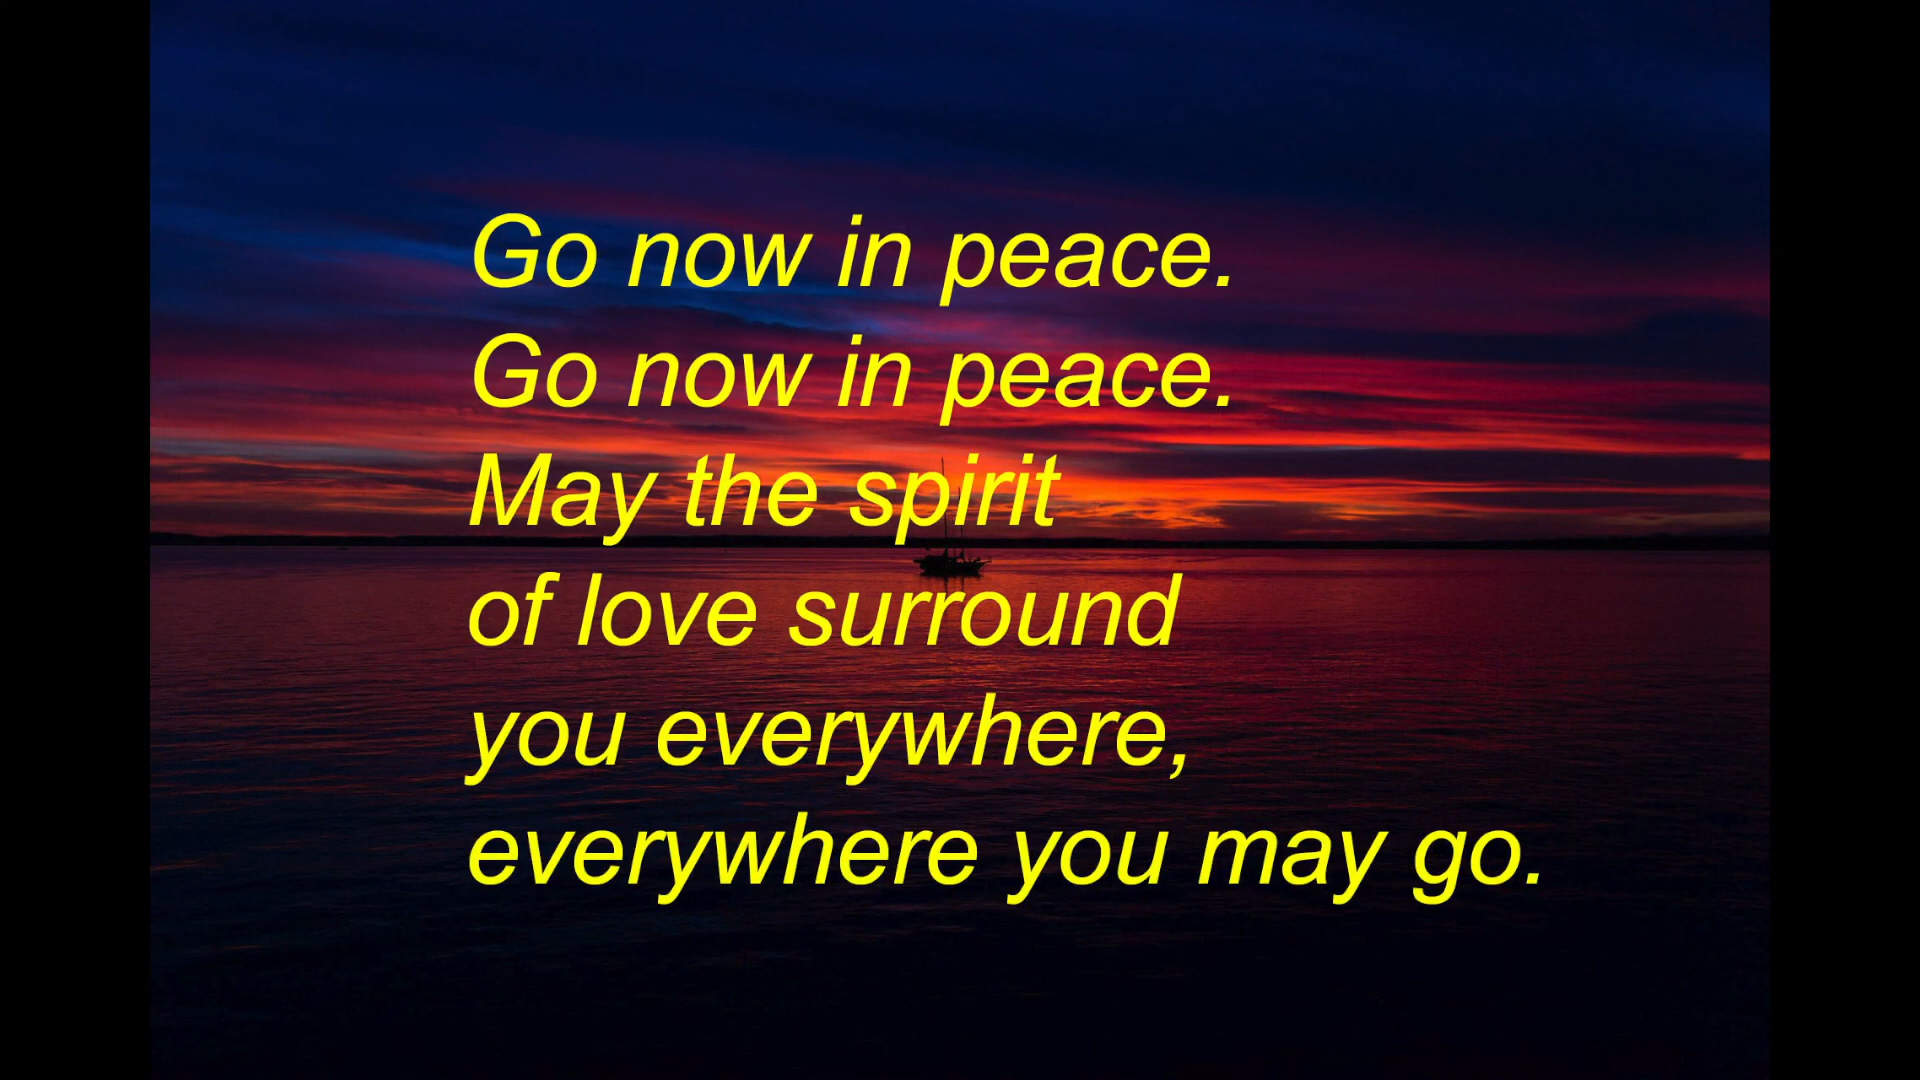 Go now in peace.
Go now in peace.
May the spirit
of love surround
you everywhere,
everywhere you may go.